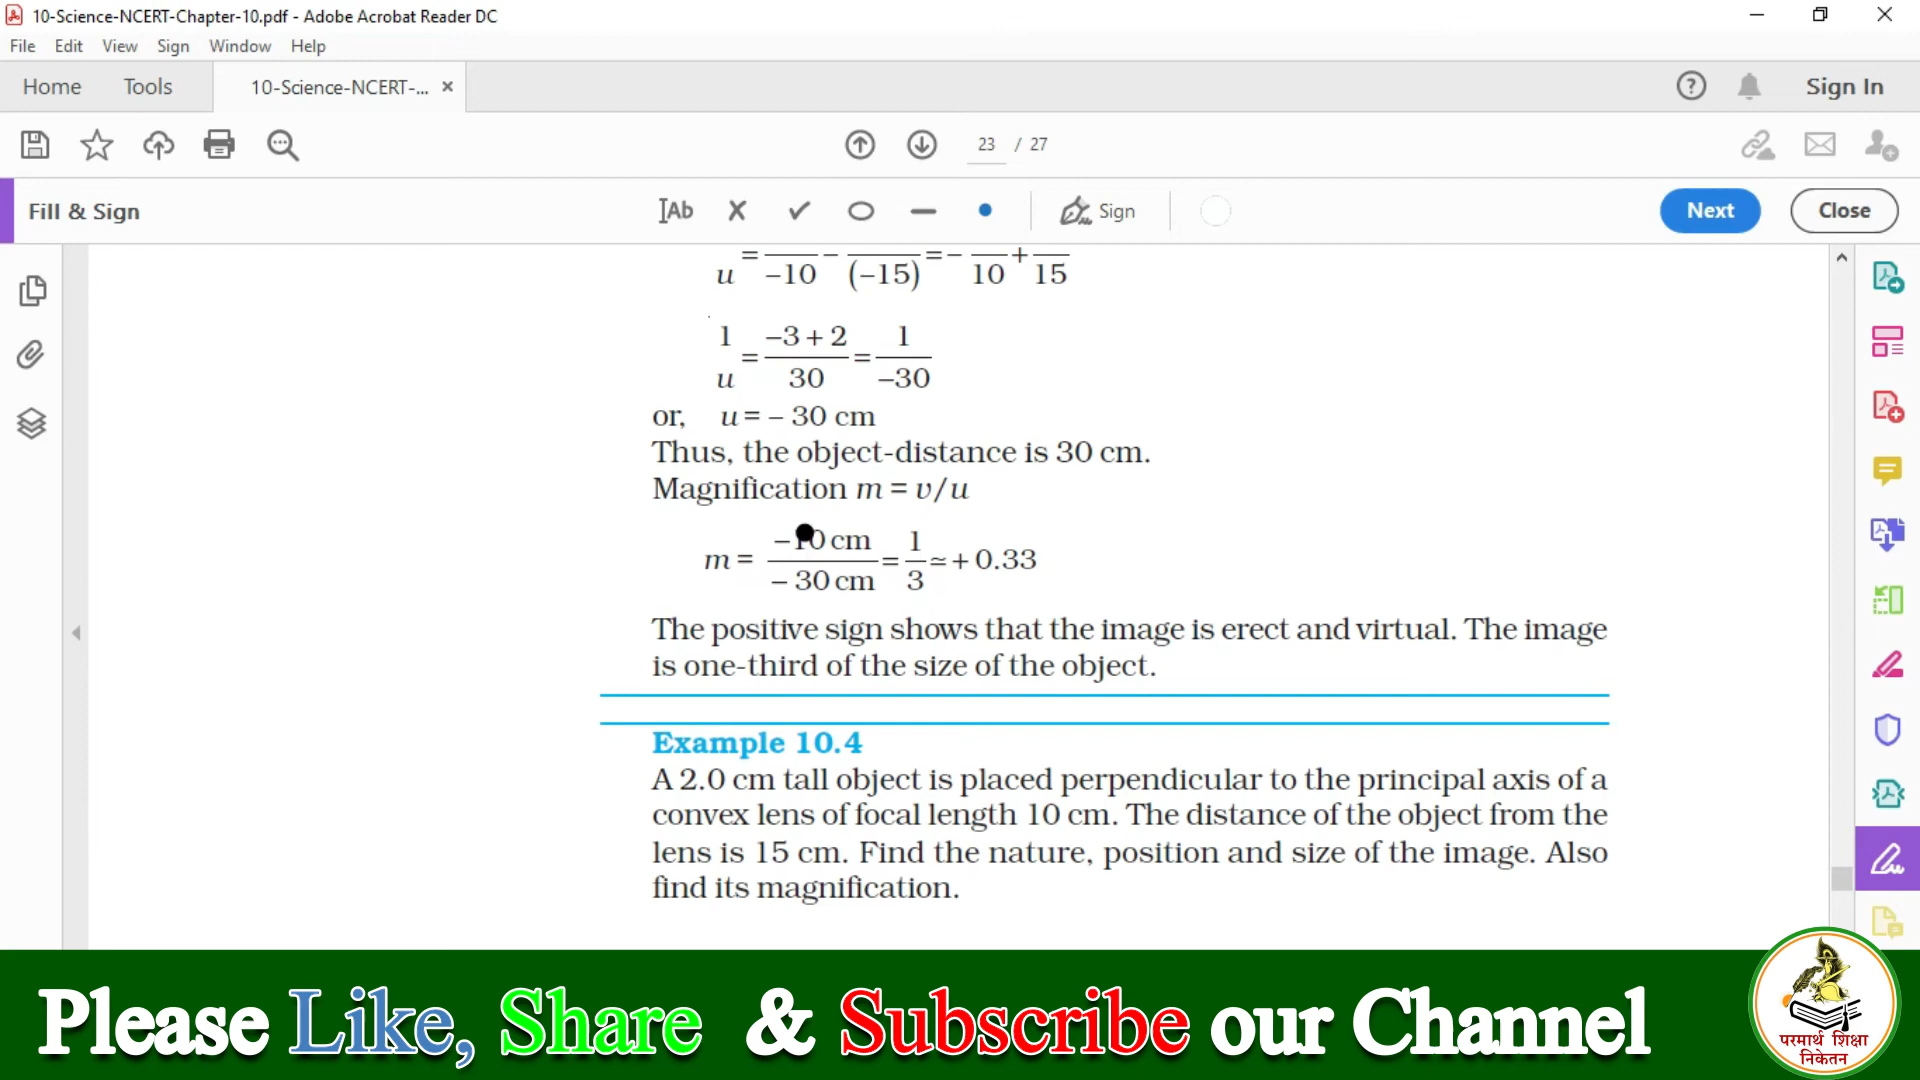 10-Science-NCERT-Chapter-10.pdf - Adobe Acrobat Reader DC
File Edit View Sign Window Help
Home Tools 10-Science-NCERT-... × Sign In
23 / 27
Fill & Sign IAb Sign Next Close
u = −10 − (−15) = − 10 + 15
1/u = (−3 + 2)/30 = 1/−30
or, u = – 30 cm
Thus, the object-distance is 30 cm.
Magnification m = v/u
m = −10 cm/− 30 cm = 1/3 ≃ + 0.33
The positive sign shows that the image is erect and virtual. The image
is one-third of the size of the object.
Example 10.4
A 2.0 cm tall object is placed perpendicular to the principal axis of a
convex lens of focal length 10 cm. The distance of the object from the
lens is 15 cm. Find the nature, position and size of the image. Also
find its magnification.
Please Like, Share & Subscribe our Channel
परमार्थ शिक्षा
निकेतन